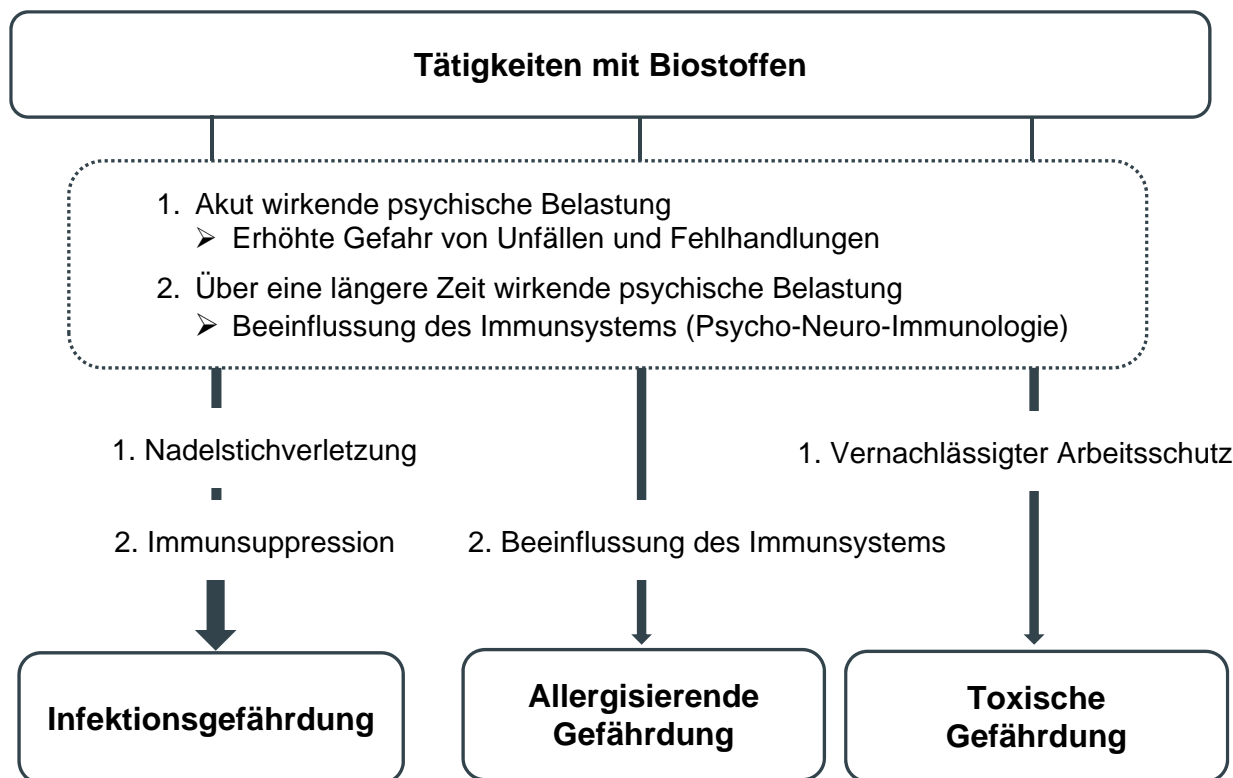 Tätigkeiten mit Biostoffen
1. Akut wirkende psychische Belastung
➢ Erhöhte Gefahr von Unfällen und Fehlhandlungen
2. Über eine längere Zeit wirkende psychische Belastung
➢ Beeinflussung des Immunsystems (Psycho-Neuro-Immunologie)
1. Nadelstichverletzung
1. Vernachlässigter Arbeitsschutz
2. Immunsuppression
2. Beeinflussung des Immunsystems
Infektionsgefährdung
Allergisierende
Gefährdung
Toxische
Gefährdung